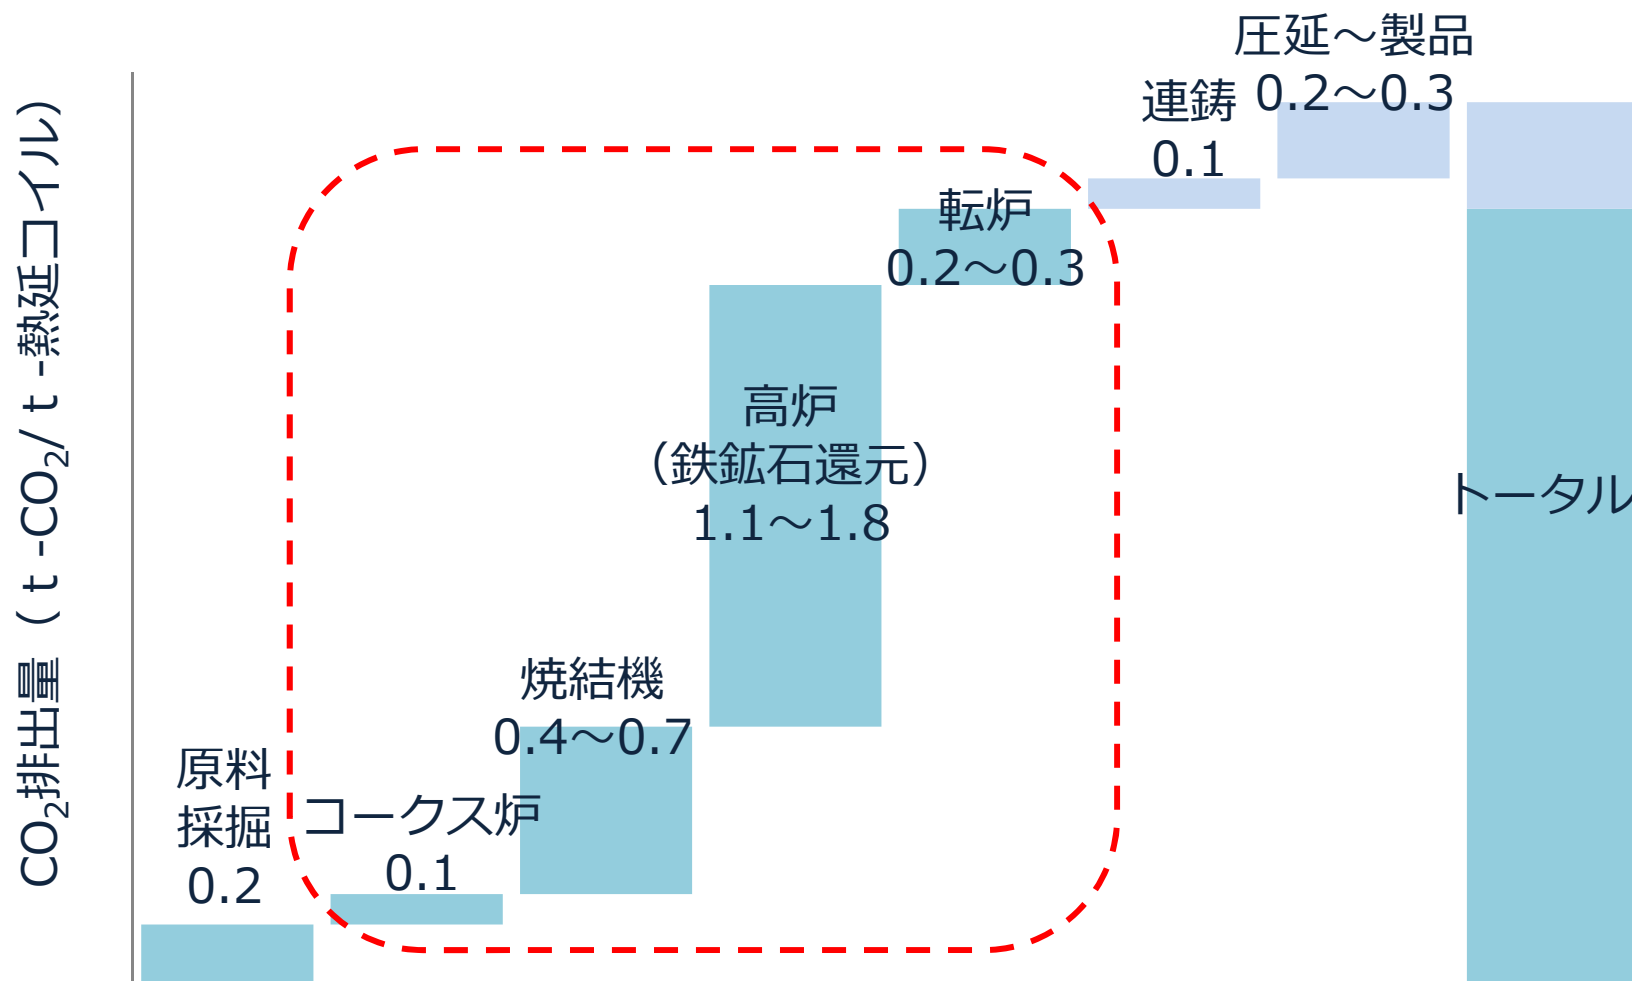 CO₂排出量（ｔ-CO₂/ｔ-熱延コイル）
原料
採掘
0.2
コークス炉
0.1
焼結機
0.4～0.7
高炉
（鉄鉱石還元）
1.1～1.8
転炉
0.2～0.3
連鋳
0.1
圧延～製品
0.2～0.3
トータル